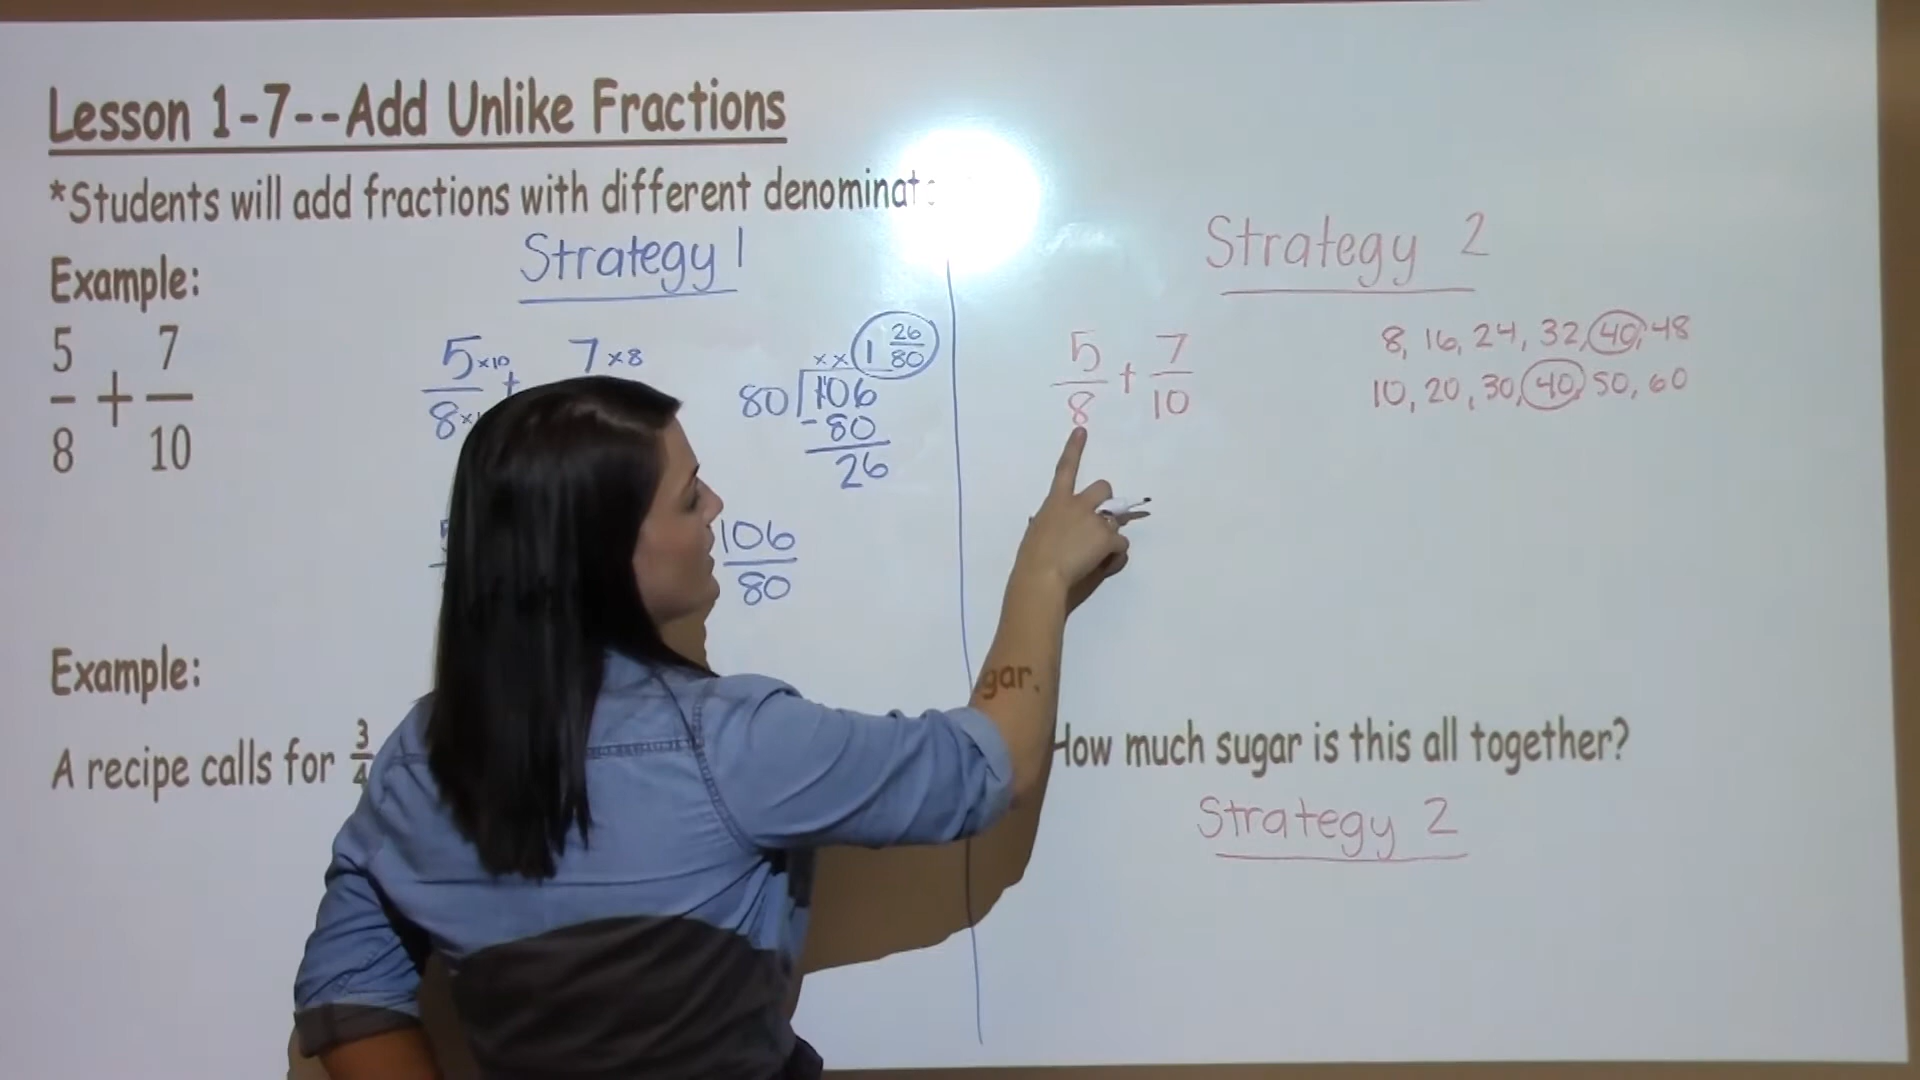 Lesson 1-7--Add Unlike Fractions
*Students will add fractions with different
Example:
5/8 + 7/10
Strategy 1
5×10 + 7×8
8×
1 26/80
80)106
-80
26
106/80
Strategy 2
5/8 + 7/10
8, 16, 24, 32, 40, 48
10, 20, 30, 40, 50, 60
Example:
A recipe calls for 3/4
How much sugar is this all together?
Strategy 2